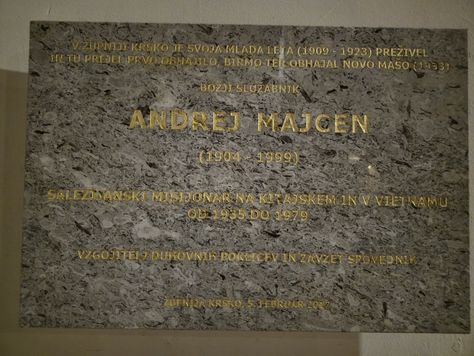 V ŽUPNIJI KRŠKO JE SVOJA MLADA LETA (1909 - 1923) PREŽIVEL
IN TU PREJEL PRVO OBHAJILO, BIRMO TER OBHAJAL NOVO MAŠO (1933)
BOŽJI SLUŽABNIK
ANDREJ MAJCEN
(1904 - 1999)
SALEZIJANSKI MISIJONAR NA KITAJSKEM IN V VIETNAMU
OD 1935 DO 1979
VZGOJITELJ DUHOVNIH POKLICEV IN ZAVZET SPOVEDNIK
ŽUPNIJA KRŠKO, 5. FEBRUAR